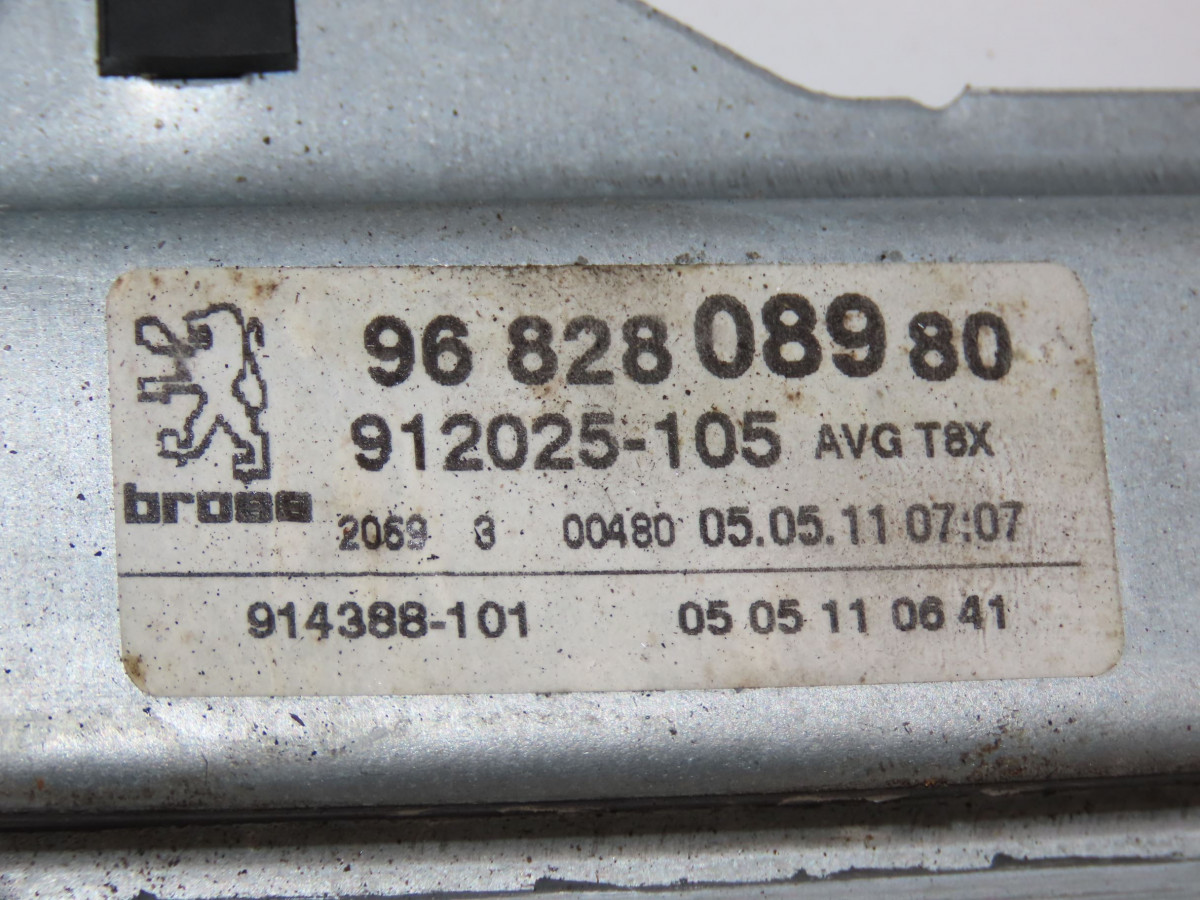 96 828 089 80
912025-105 AVG T8X
brose
2069 3 00480 05.05.11 07:07
914388-101 05 05 11 06 41